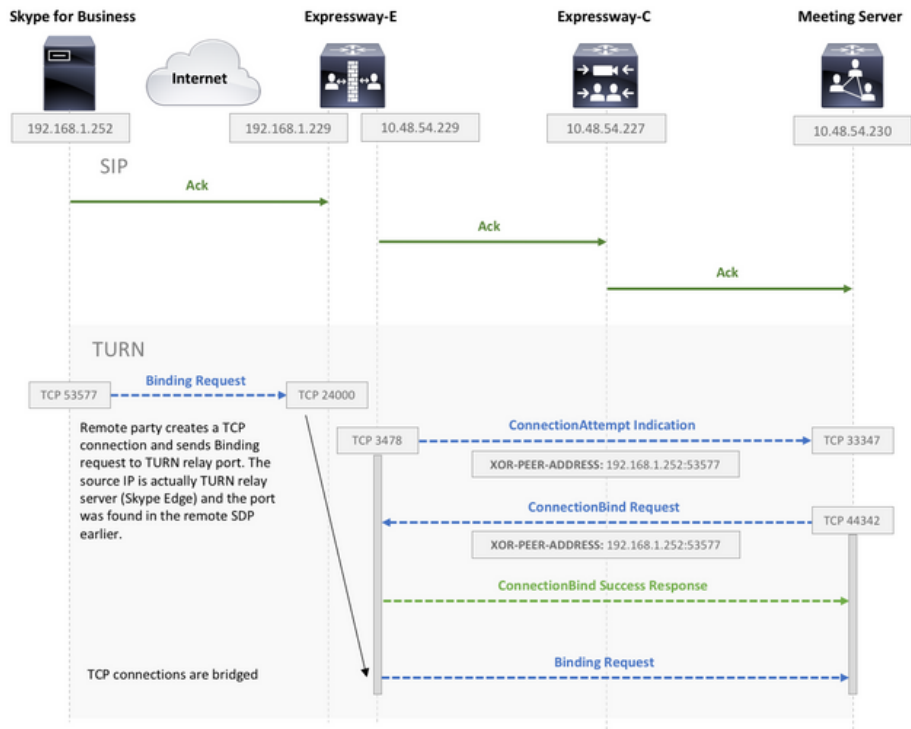 Skype for Business Expressway-E Expressway-C Meeting Server
Internet
192.168.1.252 192.168.1.229 10.48.54.229 10.48.54.227 10.48.54.230
SIP
Ack
Ack
Ack
TURN
Binding Request
TCP 53577 TCP 24000
Remote party creates a TCP
connection and sends Binding
request to TURN relay port. The
source IP is actually TURN relay
server (Skype Edge) and the port
was found in the remote SDP
earlier.
ConnectionAttempt Indication
TCP 3478 TCP 33347
XOR-PEER-ADDRESS: 192.168.1.252:53577
ConnectionBind Request
TCP 44342
XOR-PEER-ADDRESS: 192.168.1.252:53577
ConnectionBind Success Response
Binding Request
TCP connections are bridged